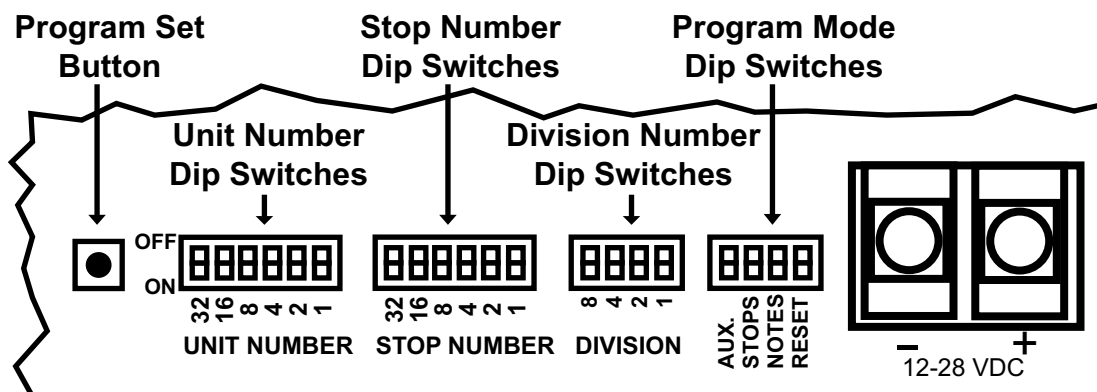 Program Set
Button
Stop Number
Dip Switches
Program Mode
Dip Switches
Unit Number
Dip Switches
Division Number
Dip Switches
OFF
ON
32 16 8 4 2 1
UNIT NUMBER
32 16 8 4 2 1
STOP NUMBER
8 4 2 1
DIVISION
AUX.
STOPS
NOTES
RESET
– +
12-28 VDC